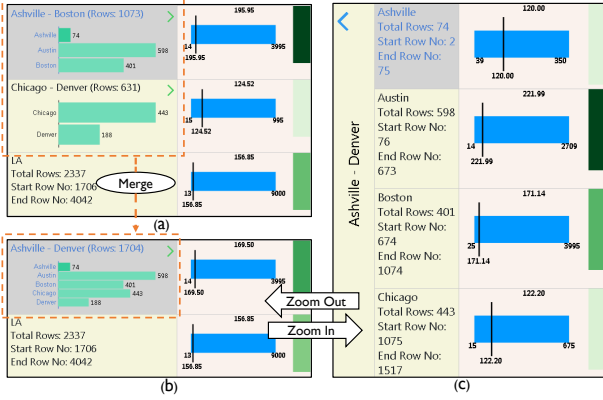 Ashville - Boston (Rows: 1073)
Ashville 74
Austin 598
Boston 401
195.95
14 3995
195.95
Chicago - Denver (Rows: 631)
Chicago 443
Denver 188
124.52
15 995
124.52
LA
Total Rows: 2337
Start Row No: 1706
End Row No: 4042
156.85
13 9000
156.85
Merge
(a)
Ashville - Denver (Rows: 1704)
Ashville 74
Austin 598
Boston 401
Chicago 443
Denver 188
169.50
14 3995
169.50
LA
Total Rows: 2337
Start Row No: 1706
End Row No: 4042
156.85
13 9000
156.85
(b)
Zoom Out
Zoom In
Ashville - Denver
Ashville
Total Rows: 74
Start Row No: 2
End Row No:
75
120.00
39 350
120.00
Austin
Total Rows: 598
Start Row No:
76
End Row No:
673
221.99
14 2709
221.99
Boston
Total Rows: 401
Start Row No:
674
End Row No:
1074
171.14
25 3995
171.14
Chicago
Total Rows: 443
Start Row No:
1075
End Row No:
1517
122.20
15 675
122.20
(c)